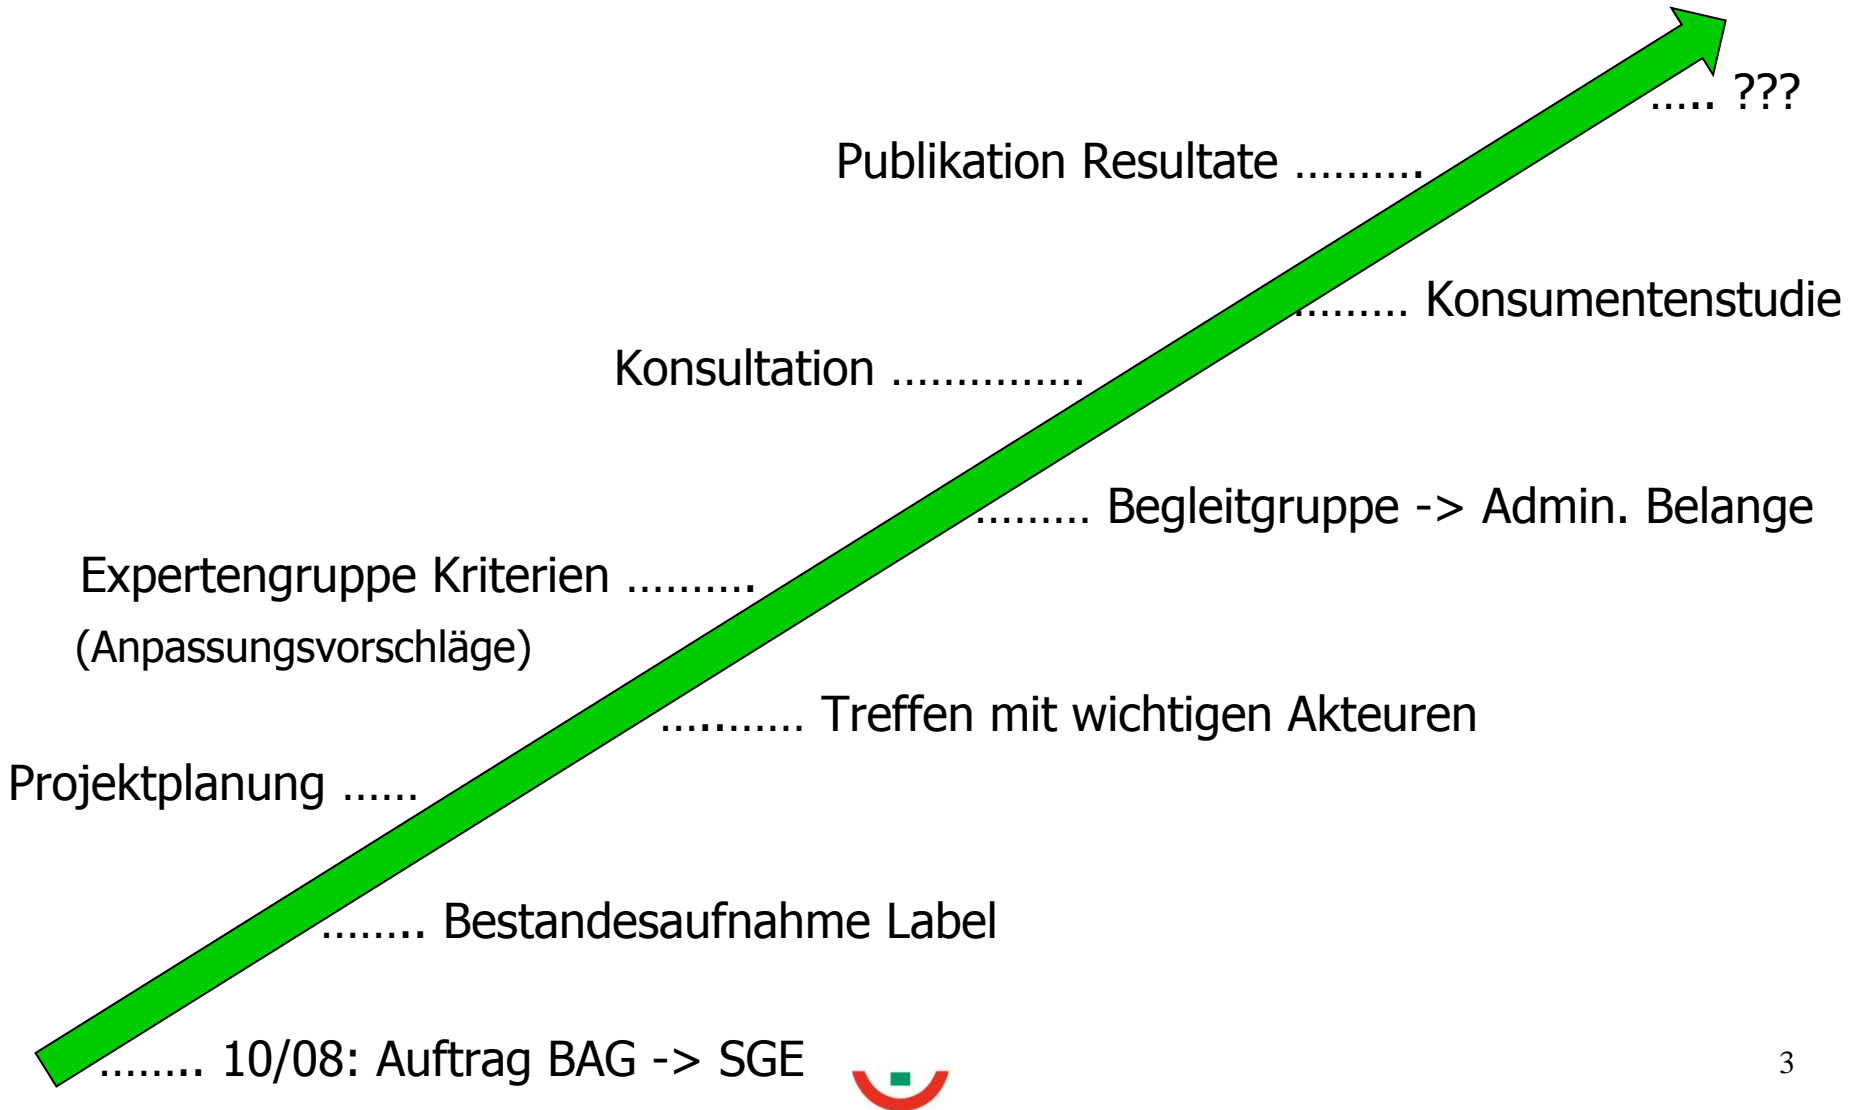 ..... ???
Publikation Resultate ..........
......... Konsumentenstudie
Konsultation ...............
......... Begleitgruppe -> Admin. Belange
Expertengruppe Kriterien ..........
(Anpassungsvorschläge)
........... Treffen mit wichtigen Akteuren
Projektplanung ......
........ Bestandesaufnahme Label
........ 10/08: Auftrag BAG -> SGE
3